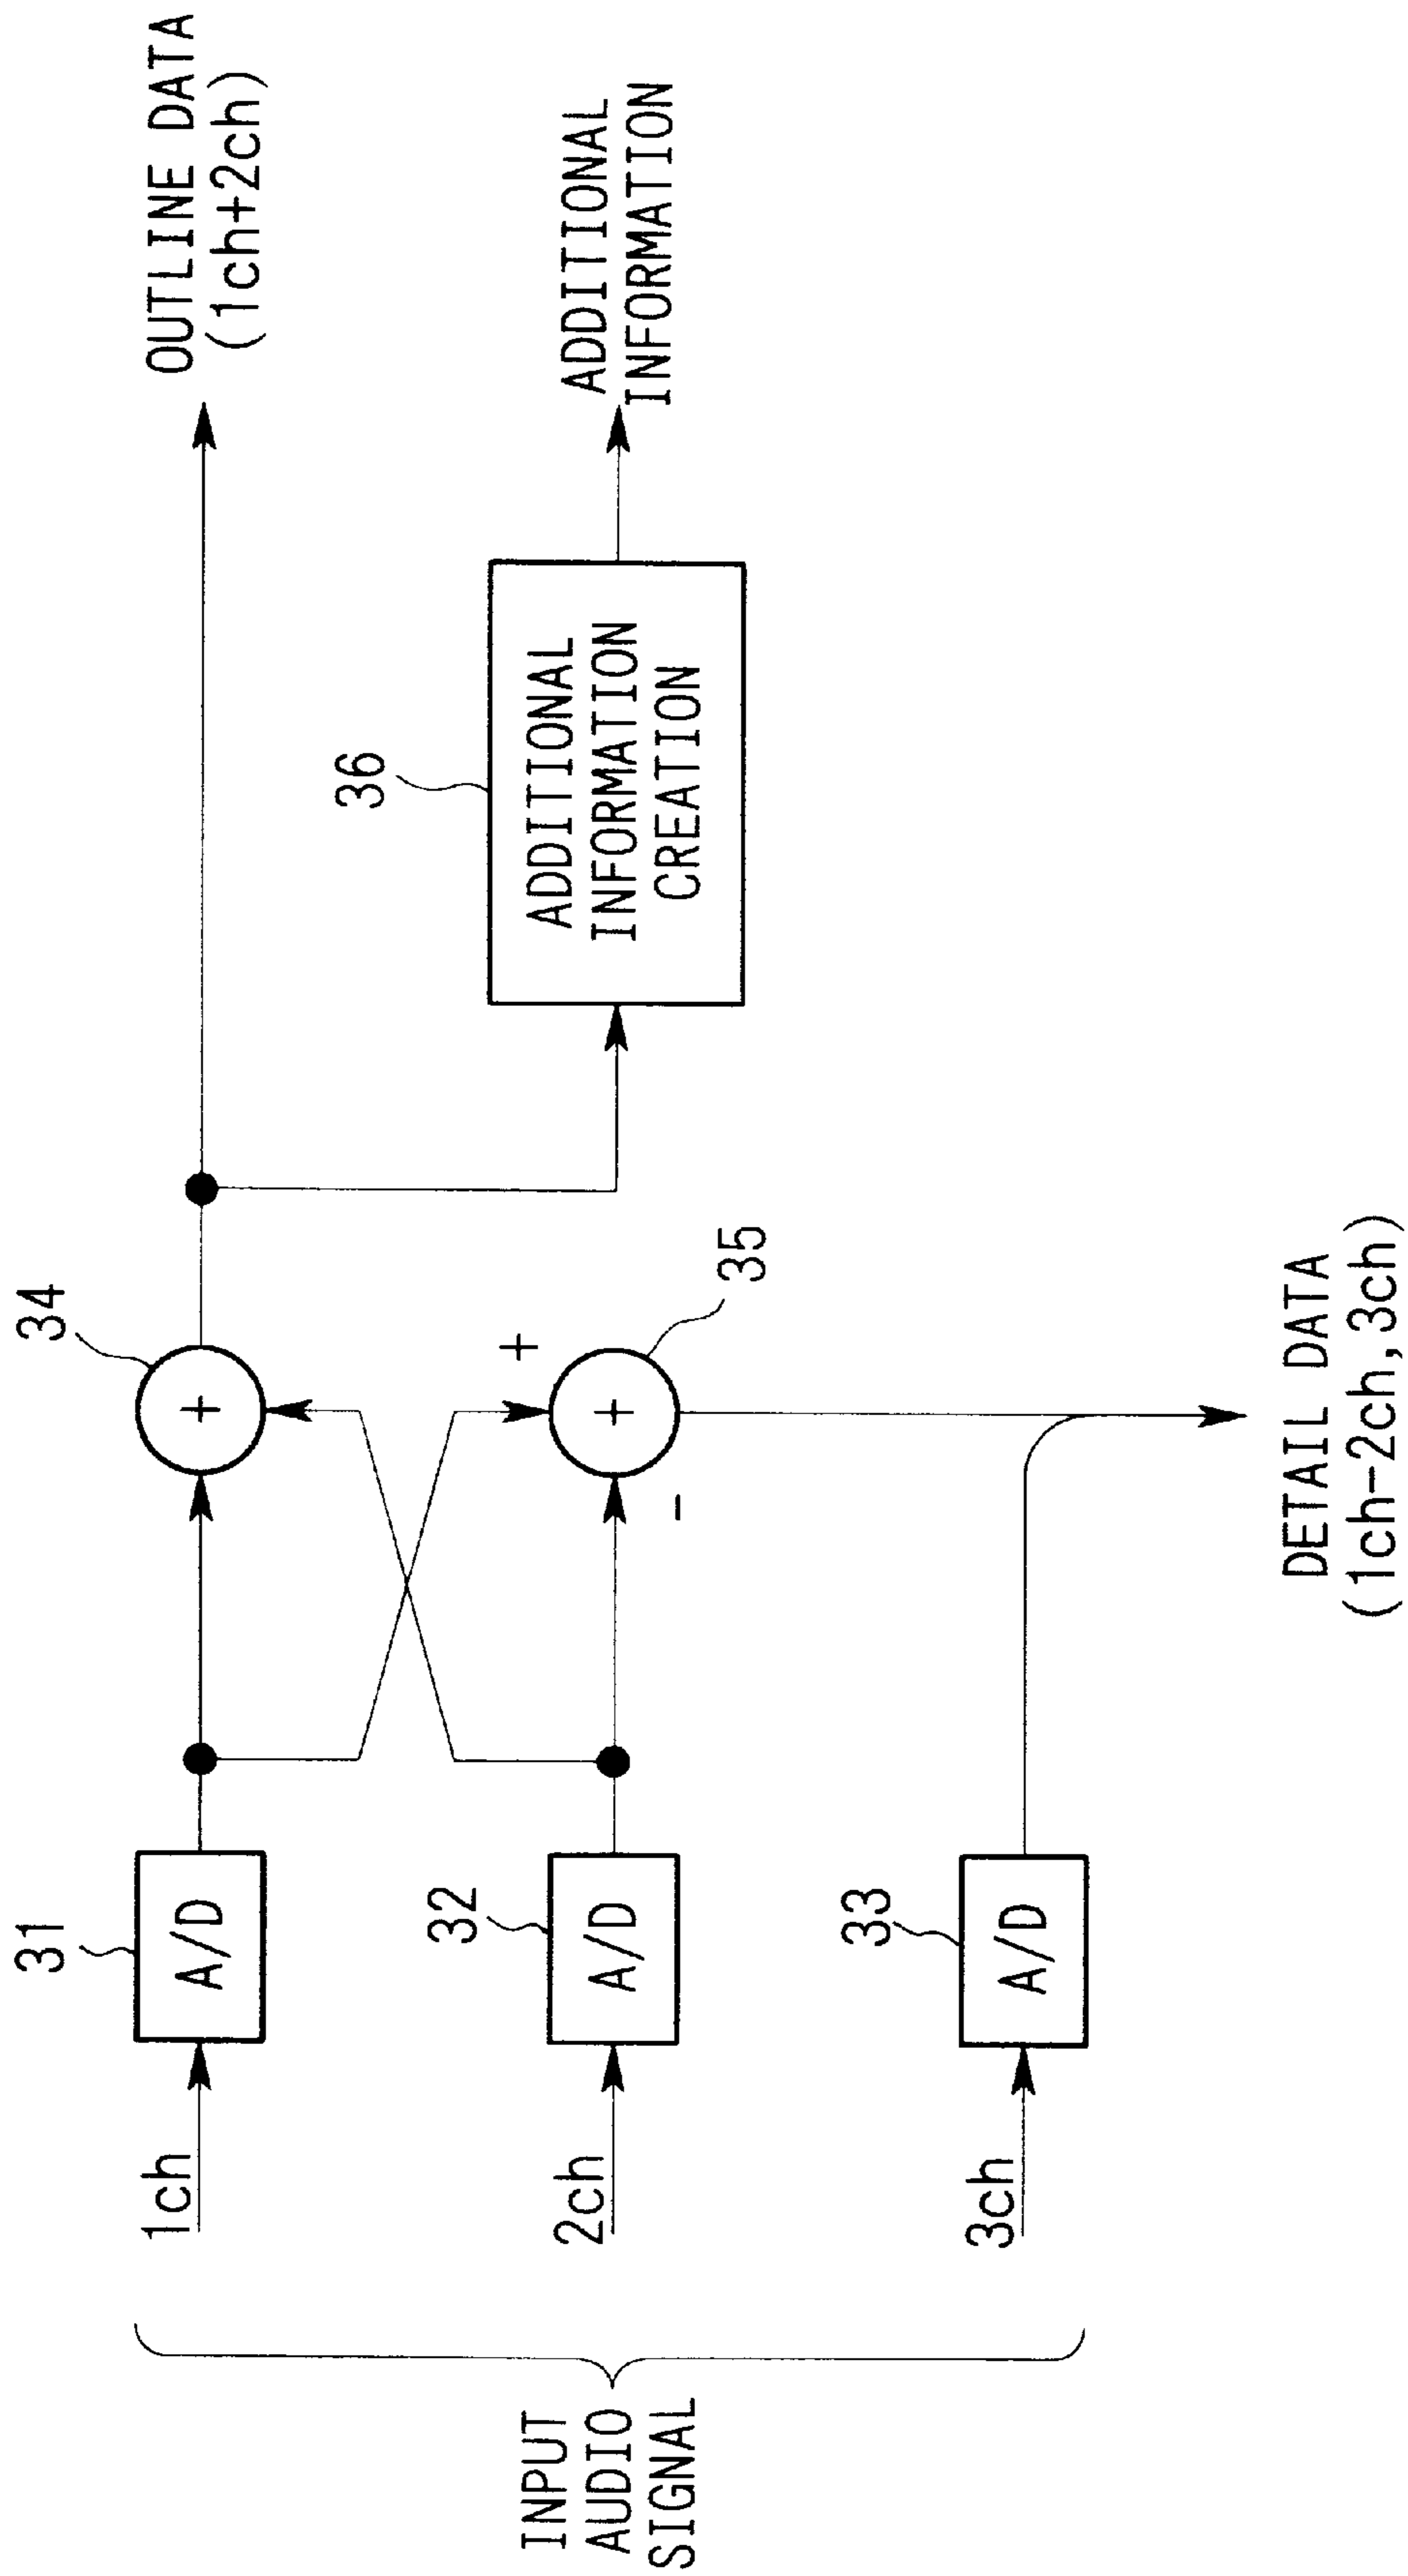 INPUT
AUDIO
SIGNAL
1ch
31
A/D
2ch
32
A/D
3ch
33
A/D
34
+
+
35
+
-
36
ADDITIONAL
INFORMATION
CREATION
OUTLINE DATA
(1ch+2ch)
ADDITIONAL
INFORMATION
DETAIL DATA
(1ch-2ch,3ch)